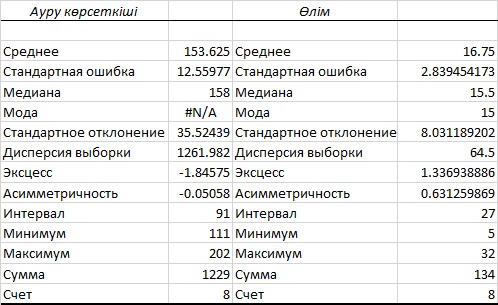 Ауру көрсеткіші Өлім
Среднее 153.625 Среднее 16.75
Стандартная ошибка 12.55977 Стандартная ошибка 2.839454173
Медиана 158 Медиана 15.5
Мода #N/A Мода 15
Стандартное отклонение 35.52439 Стандартное отклонение 8.031189202
Дисперсия выборки 1261.982 Дисперсия выборки 64.5
Эксцесс -1.84575 Эксцесс 1.336938886
Асимметричность -0.05058 Асимметричность 0.631259869
Интервал 91 Интервал 27
Минимум 111 Минимум 5
Максимум 202 Максимум 32
Сумма 1229 Сумма 134
Счет 8 Счет 8